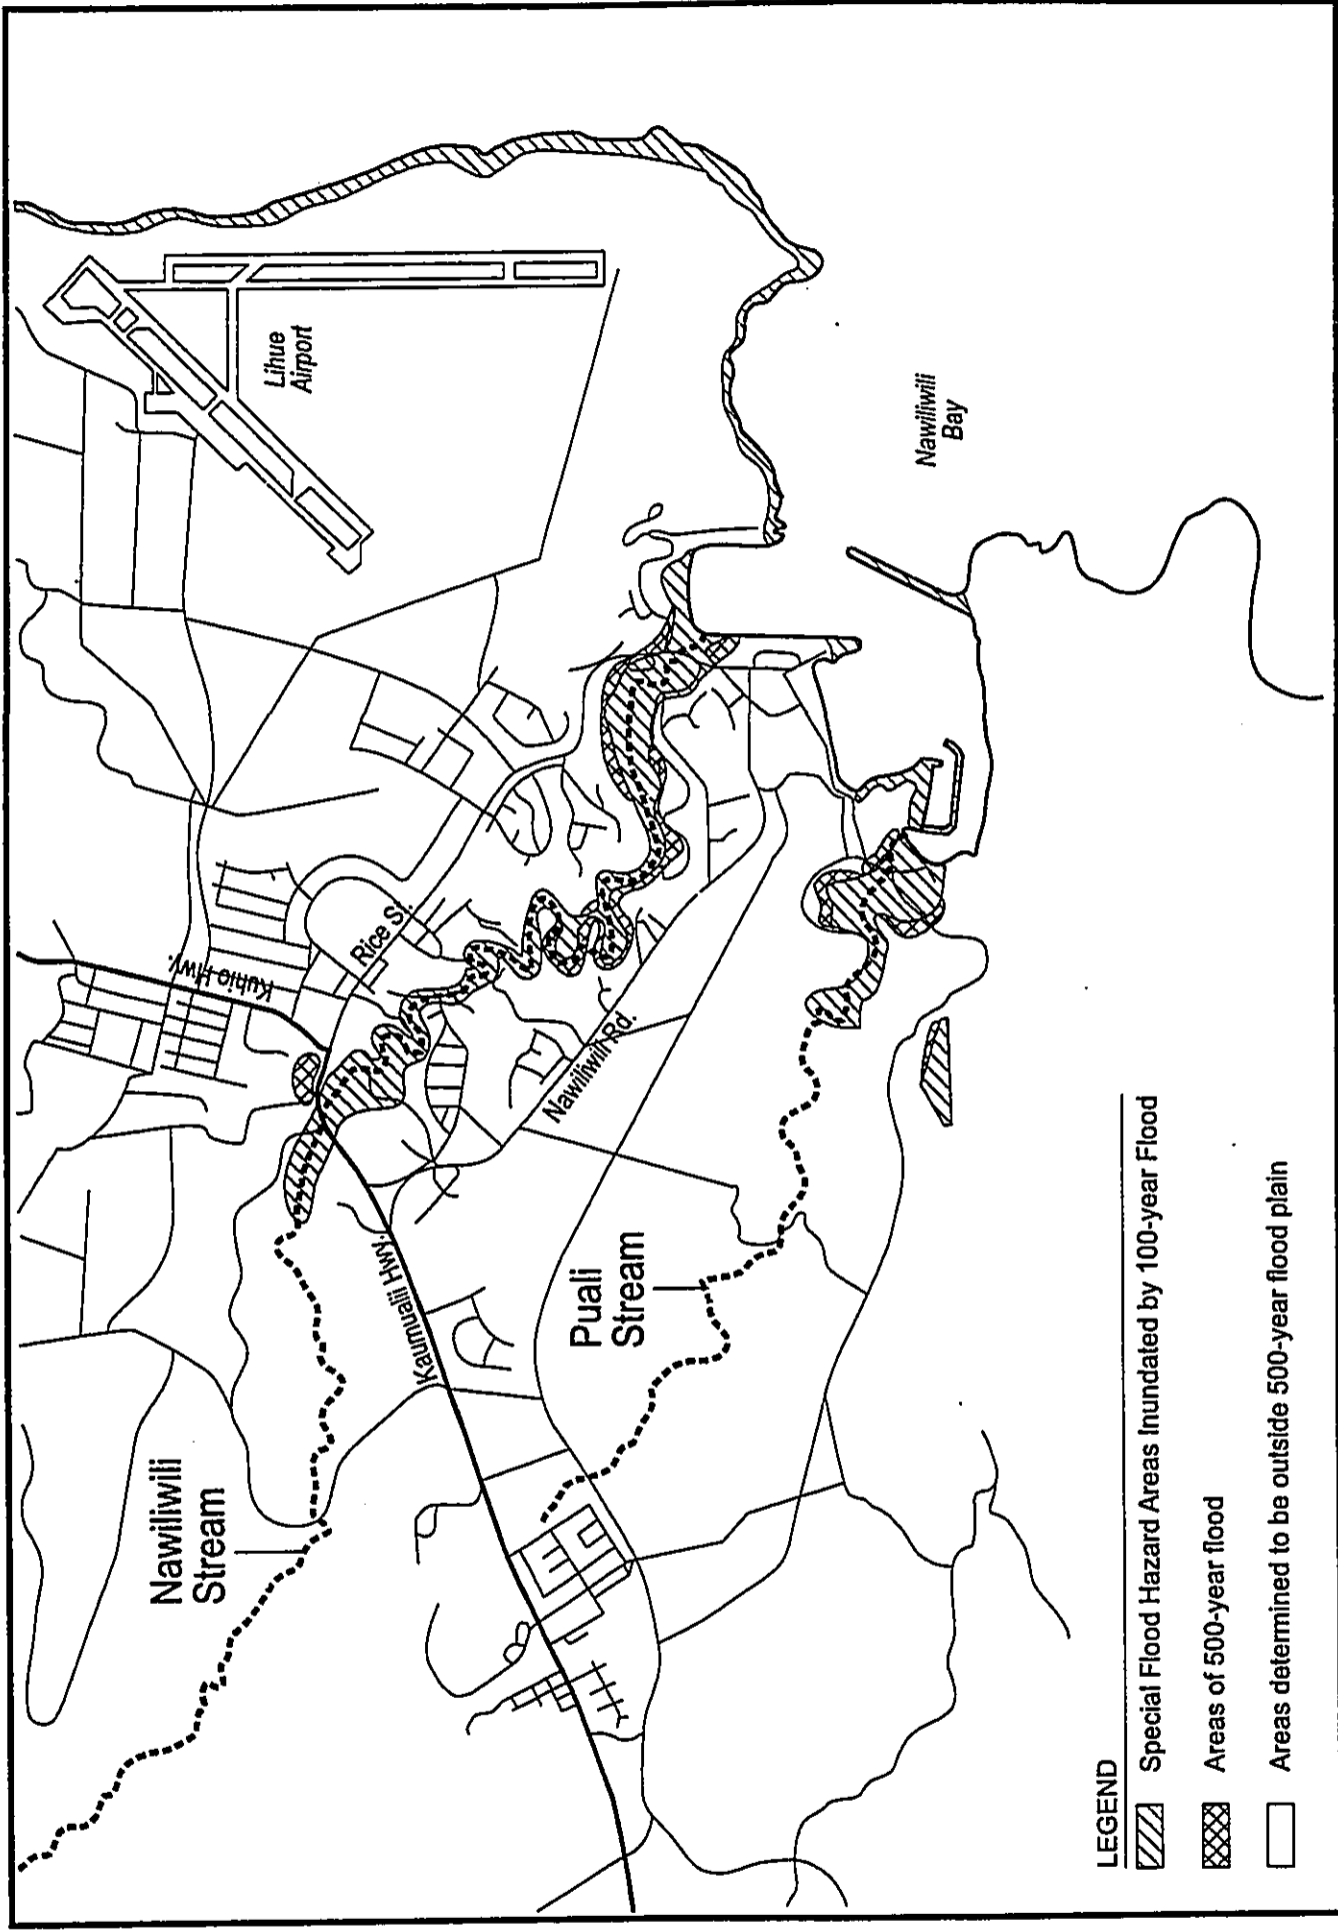 Lihue
Airport
Nawiliwili
Bay
Kuhio Hwy.
Rice St.
Nawiliwili Rd.
Kaumualii Hwy.
Nawiliwili
Stream
Puali
Stream
LEGEND
Special Flood Hazard Areas Inundated by 100-year Flood
Areas of 500-year flood
Areas determined to be outside 500-year flood plain